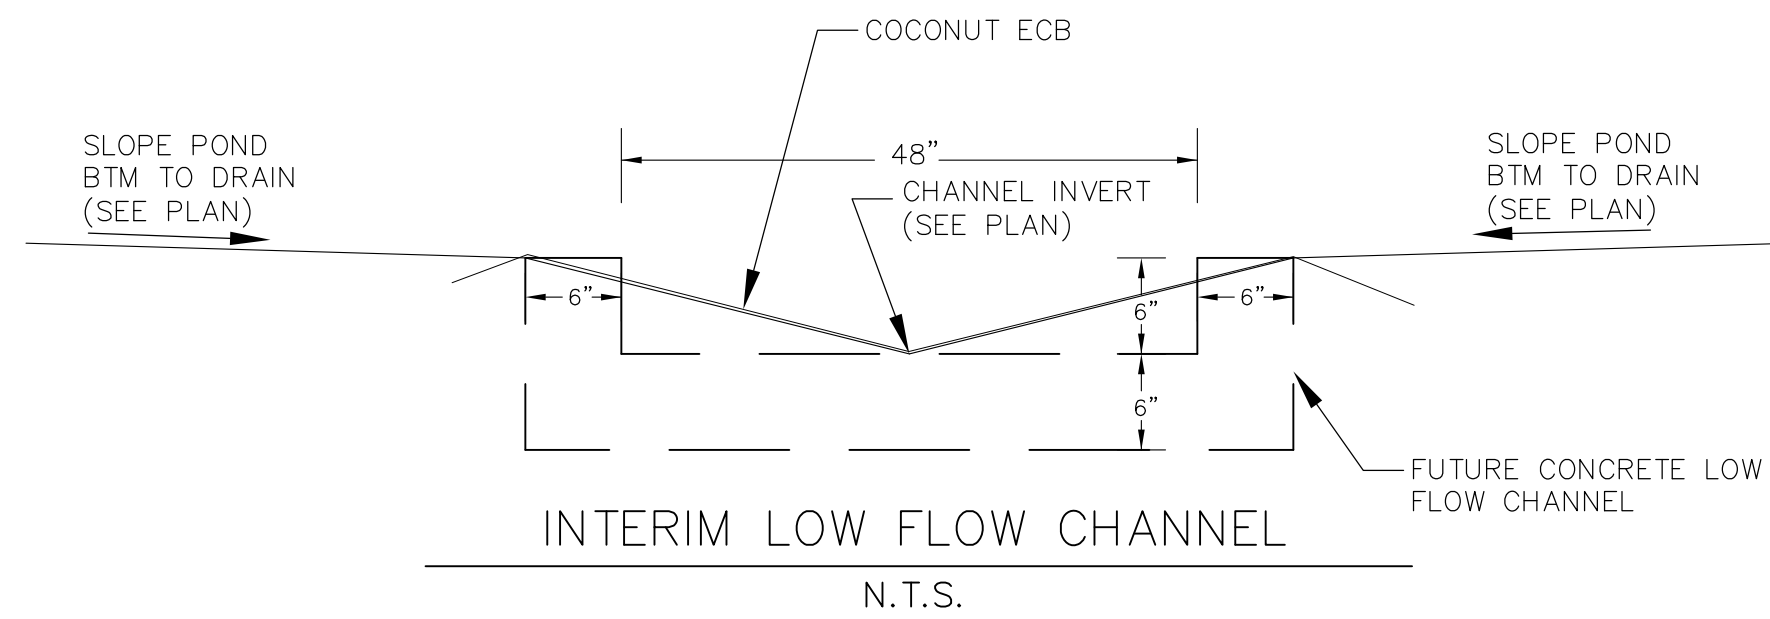 COCONUT ECB
SLOPE POND
BTM TO DRAIN
(SEE PLAN)
48”
CHANNEL INVERT
(SEE PLAN)
SLOPE POND
BTM TO DRAIN
(SEE PLAN)
6”
6”
6”
6”
FUTURE CONCRETE LOW
FLOW CHANNEL
INTERIM LOW FLOW CHANNEL
N.T.S.